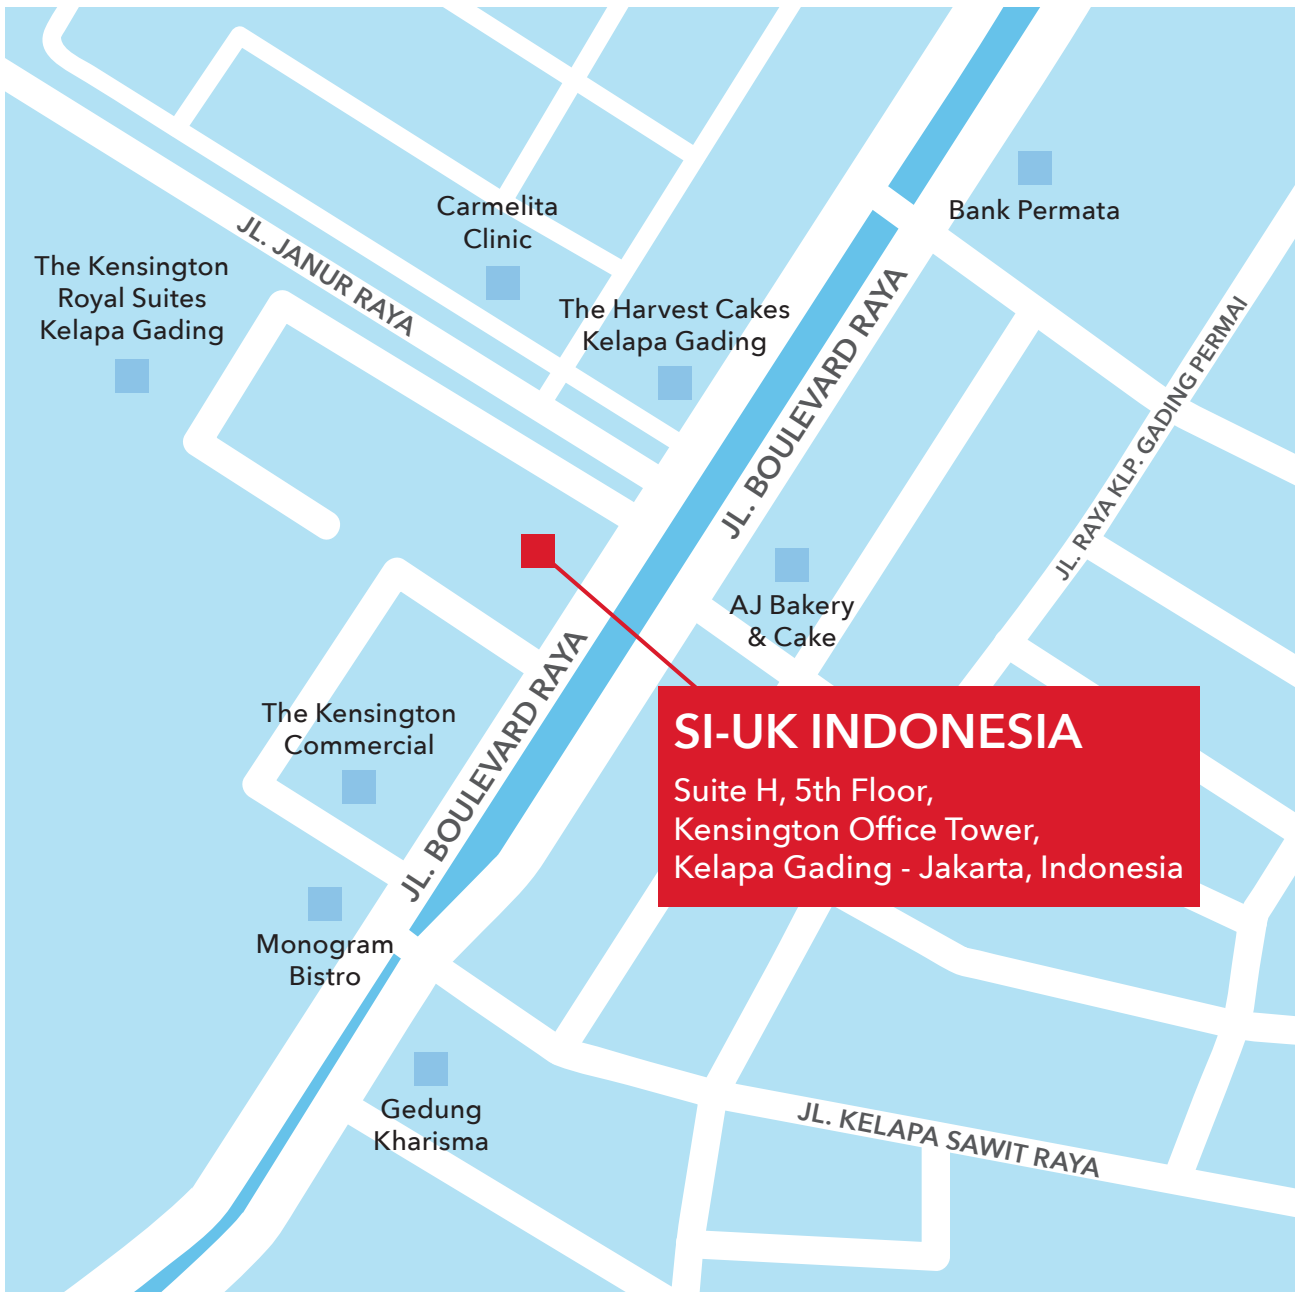 Carmelita
Clinic
Bank Permata
JL. JANUR RAYA
The Kensington
Royal Suites
Kelapa Gading
The Harvest Cakes
Kelapa Gading
JL. BOULEVARD RAYA
JL. RAYA KLP. GADING PERMAI
AJ Bakery
& Cake
JL. BOULEVARD RAYA
The Kensington
Commercial
SI-UK INDONESIA
Suite H, 5th Floor,
Kensington Office Tower,
Kelapa Gading - Jakarta, Indonesia
Monogram
Bistro
Gedung
Kharisma
JL. KELAPA SAWIT RAYA